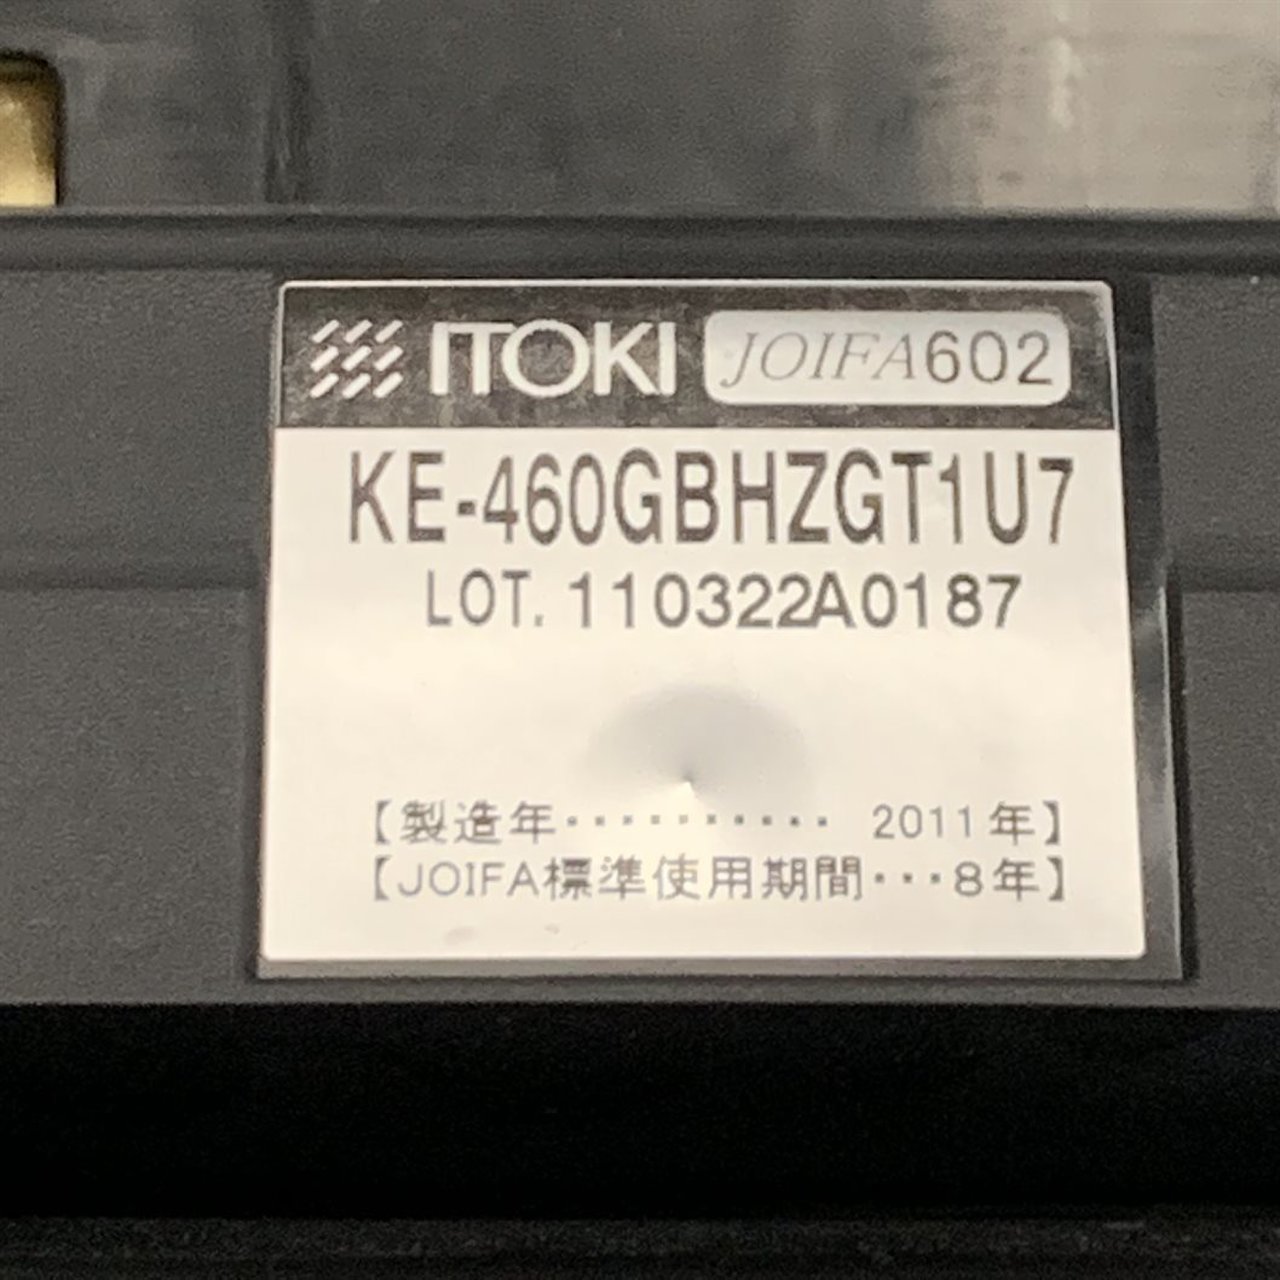 ITOKI JOIFA602
KE-460GBHZGT1U7
LOT. 110322A0187
【製造年・・・・・・・・・・ 2011年】
【JOIFA標準使用期間・・・8年】